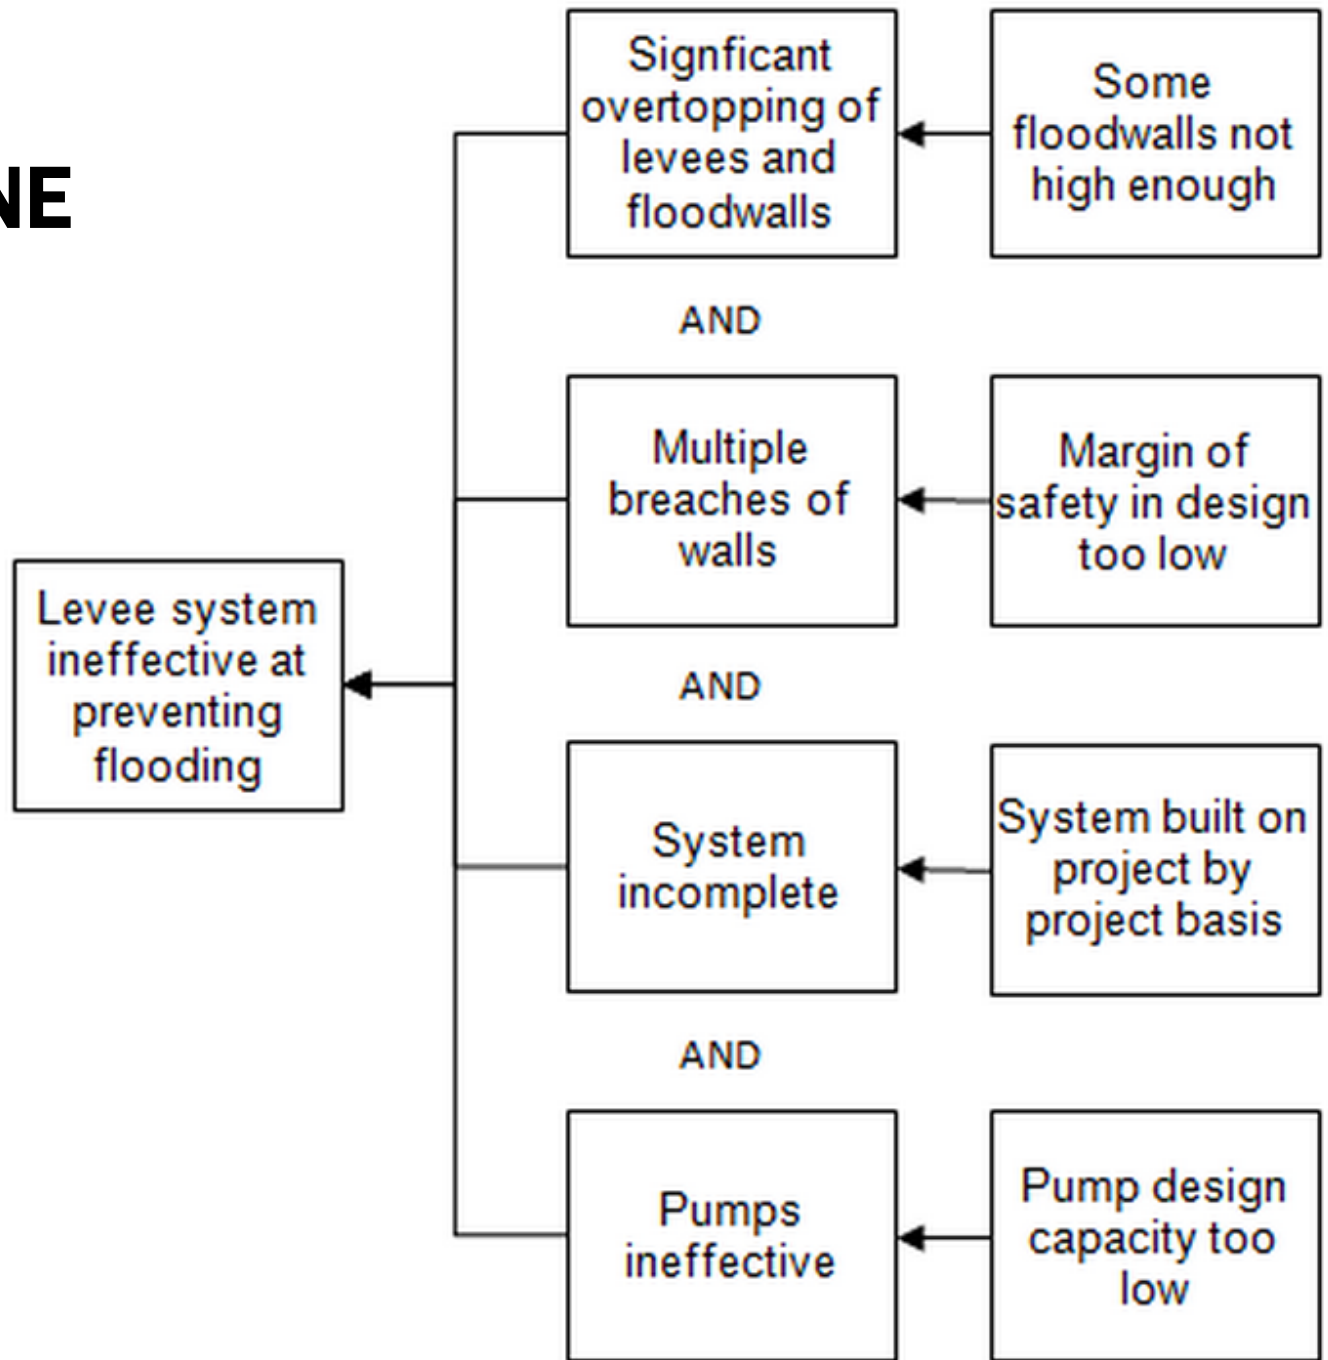 NE
Signficant
overtopping of
levees and
floodwalls
Some
floodwalls not
high enough
AND
Multiple
breaches of
walls
Margin of
safety in design
too low
AND
Levee system
ineffective at
preventing
flooding
System
incomplete
System built on
project by
project basis
AND
Pumps
ineffective
Pump design
capacity too
low